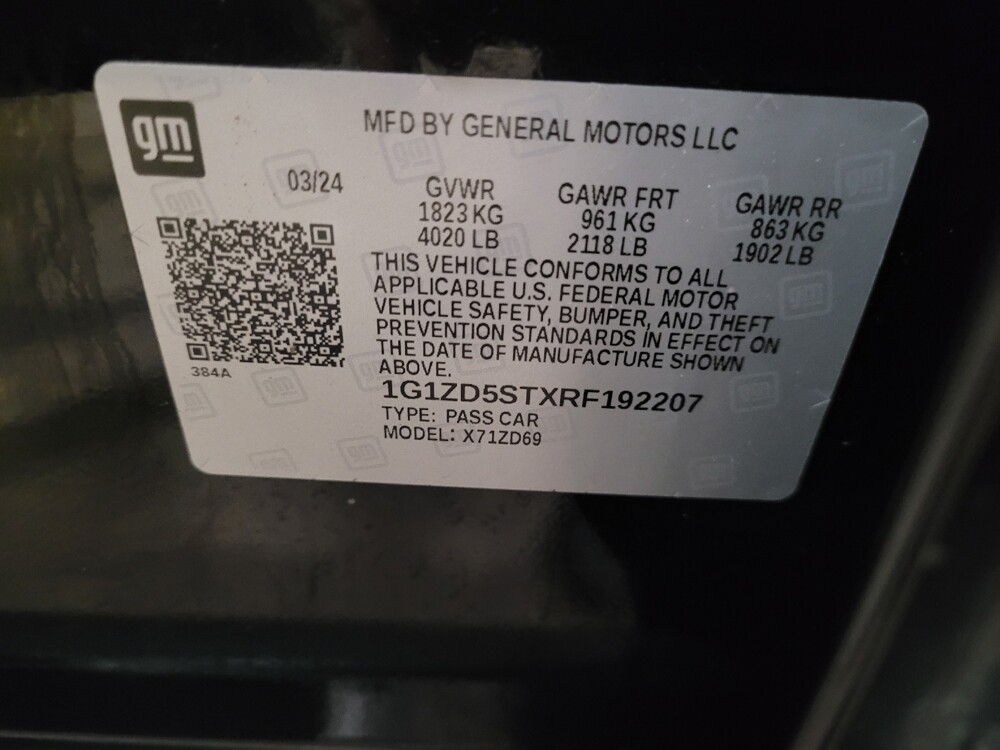 gm
MFD BY GENERAL MOTORS LLC
03/24
GVWR
1823 KG
4020 LB
GAWR FRT
961 KG
2118 LB
GAWR RR
863 KG
1902 LB
THIS VEHICLE CONFORMS TO ALL
APPLICABLE U.S. FEDERAL MOTOR
VEHICLE SAFETY, BUMPER, AND THEFT
PREVENTION STANDARDS IN EFFECT ON
THE DATE OF MANUFACTURE SHOWN
ABOVE.
384A
1G1ZD5STXRF192207
TYPE: PASS CAR
MODEL: X71ZD69